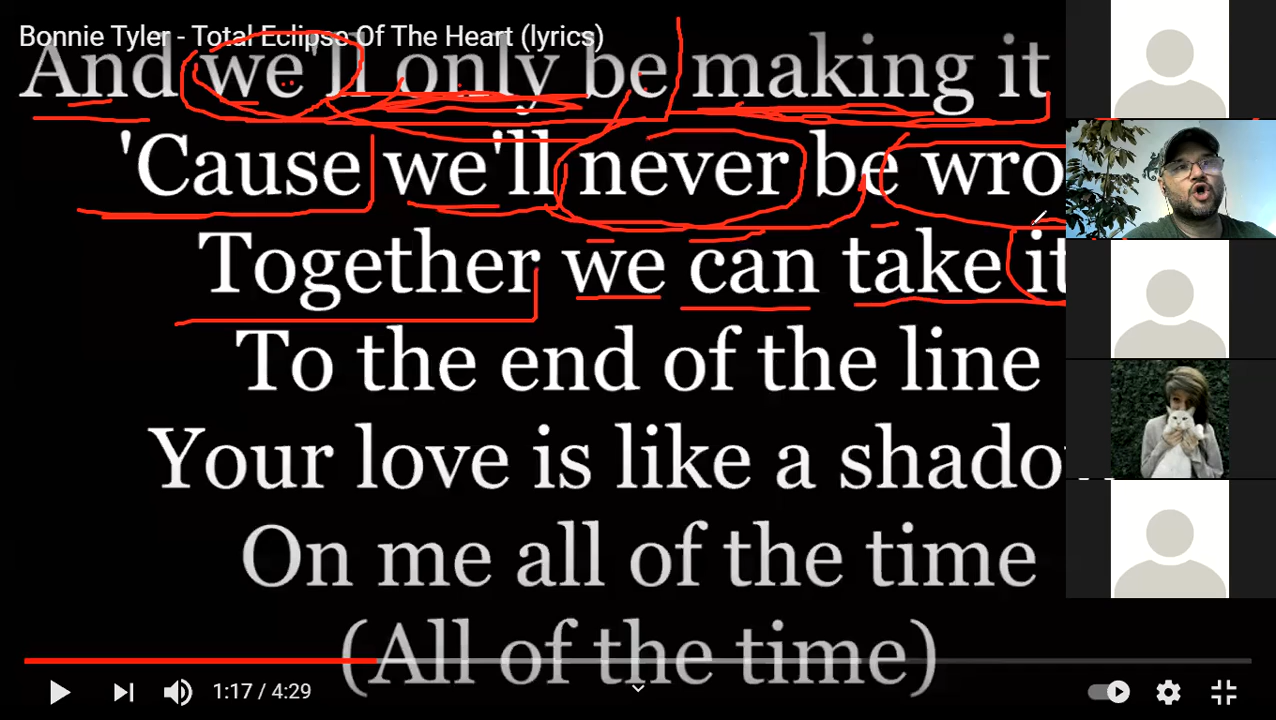 Bonnie Tyler - Total Eclipse Of The Heart (lyrics)
And we'll only be making it
'Cause we'll never be wro
Together we can take it
To the end of the line
Your love is like a shado
On me all of the time
(All of the time)
1:17 / 4:29